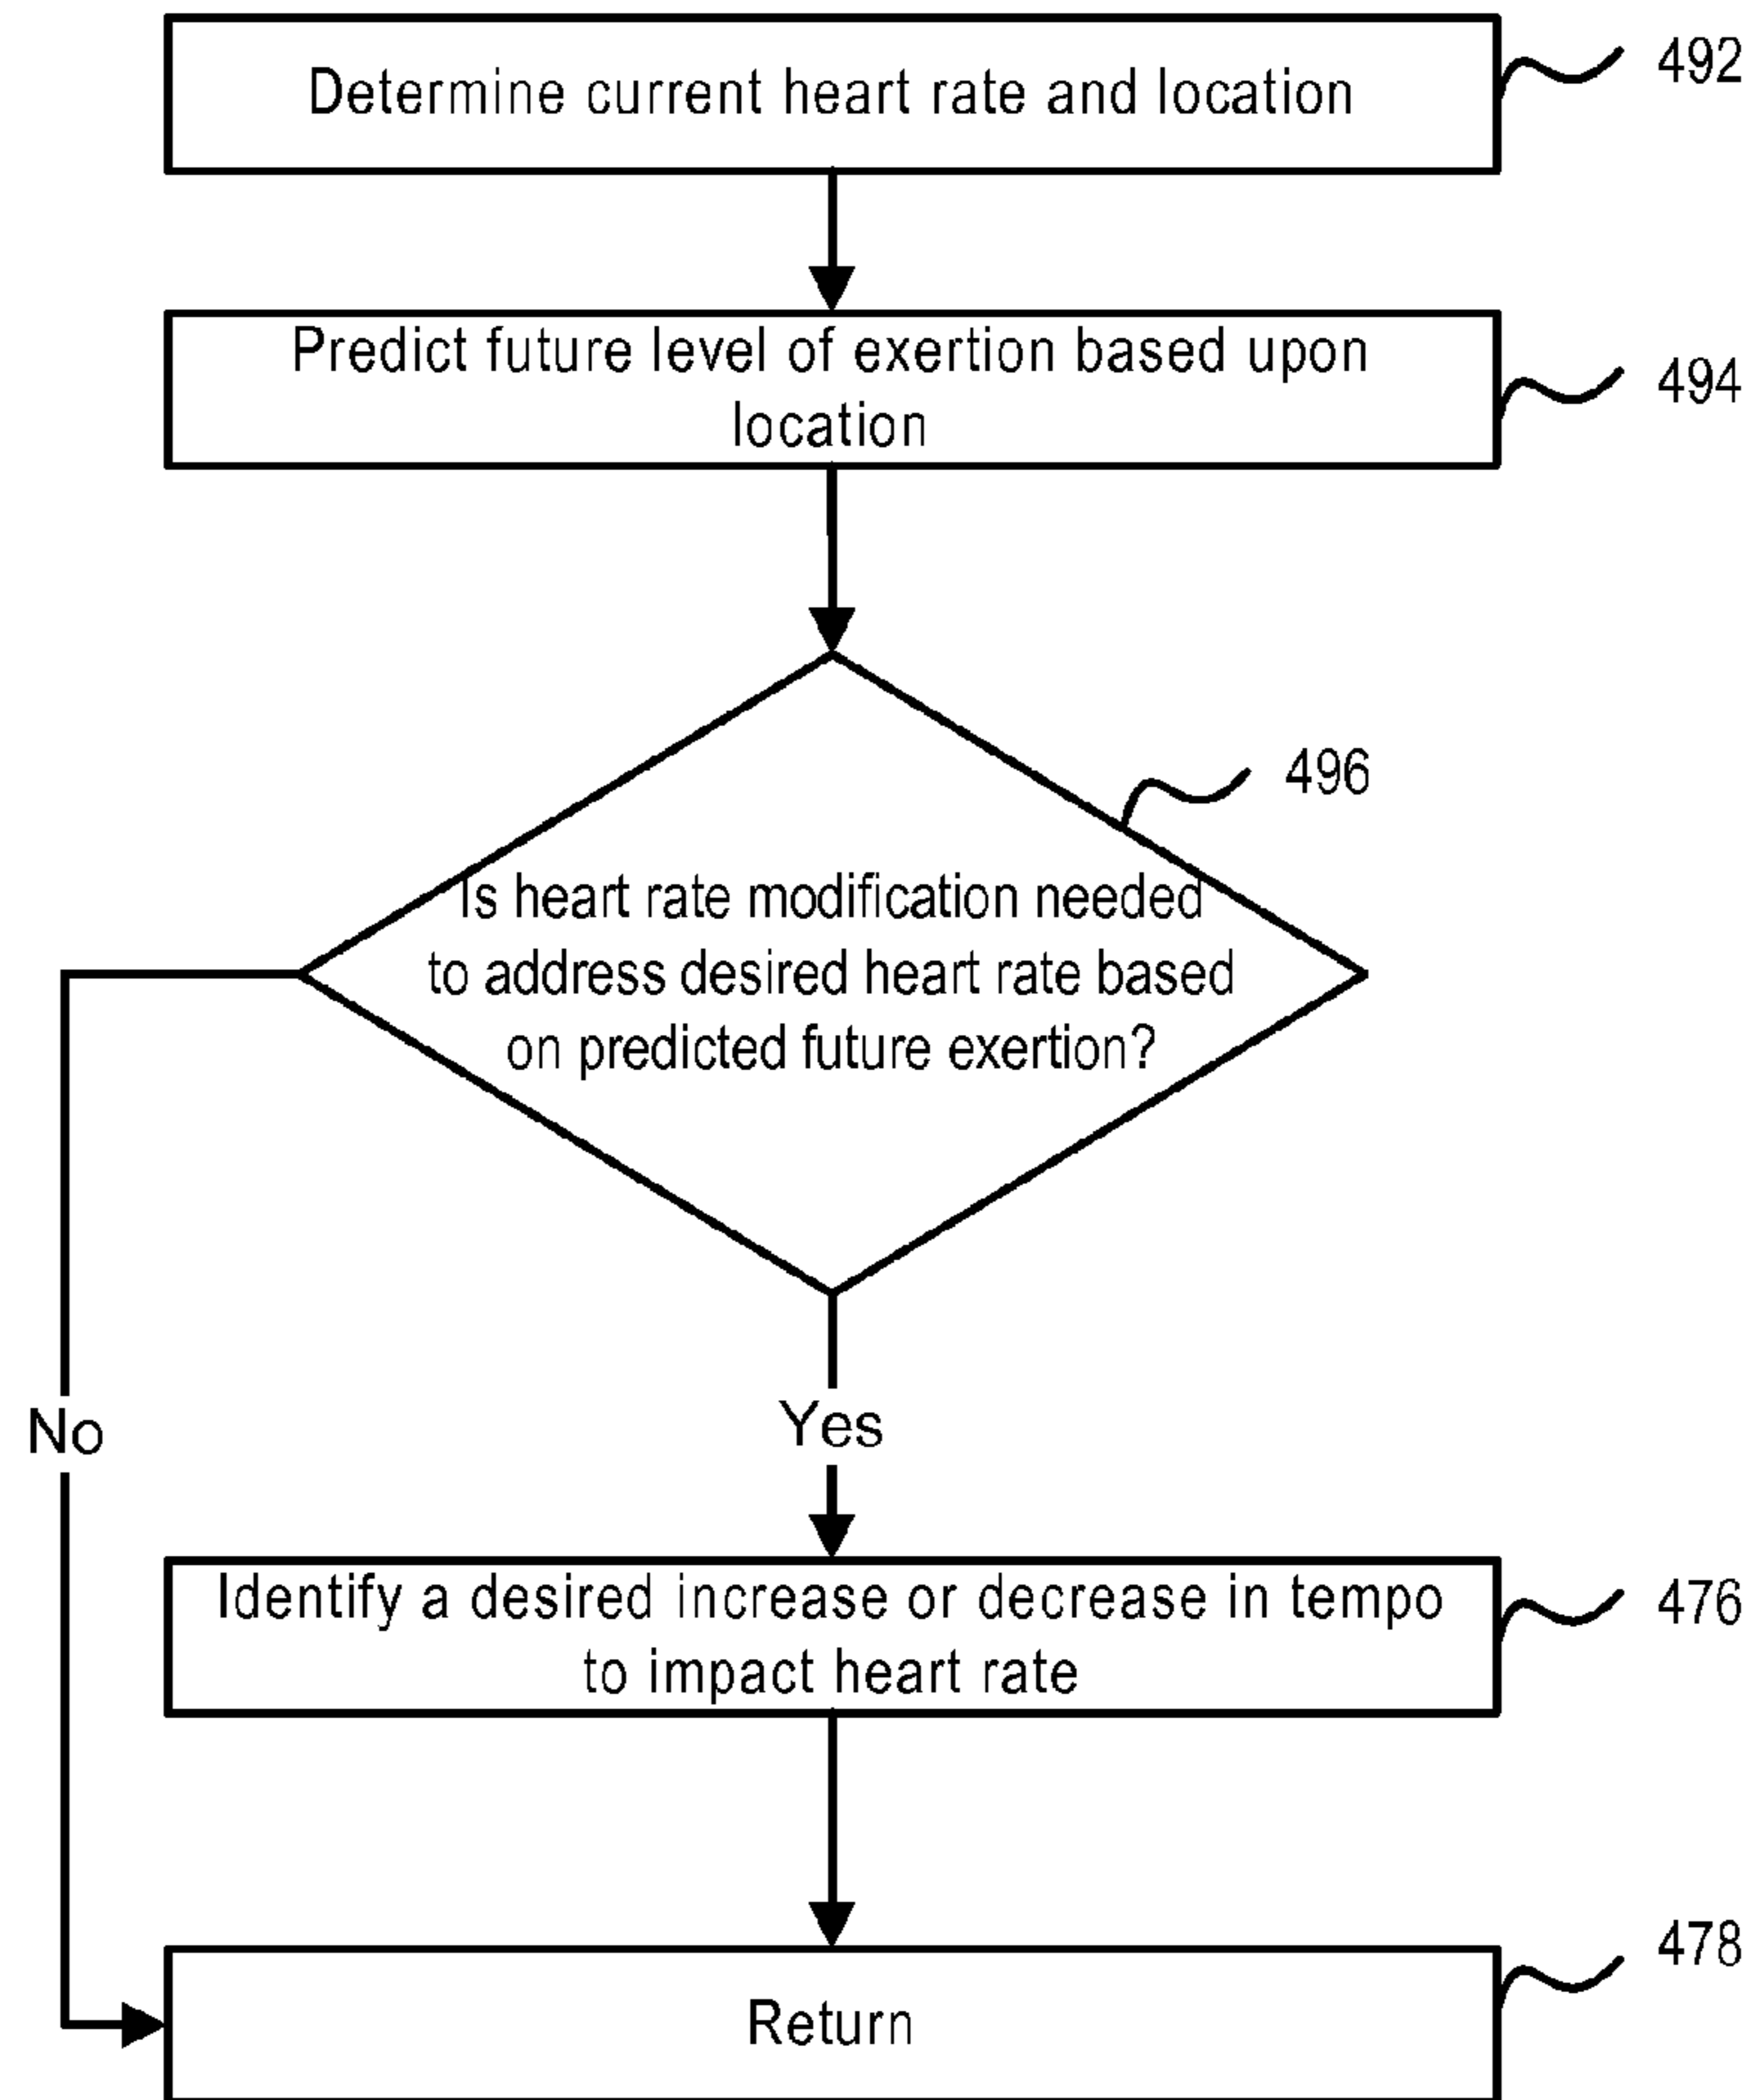 Determine current heart rate and location
492
Predict future level of exertion based upon
location
494
496
Is heart rate modification needed
to address desired heart rate based
on predicted future exertion?
No
Yes
Identify a desired increase or decrease in tempo
to impact heart rate
476
Return
478